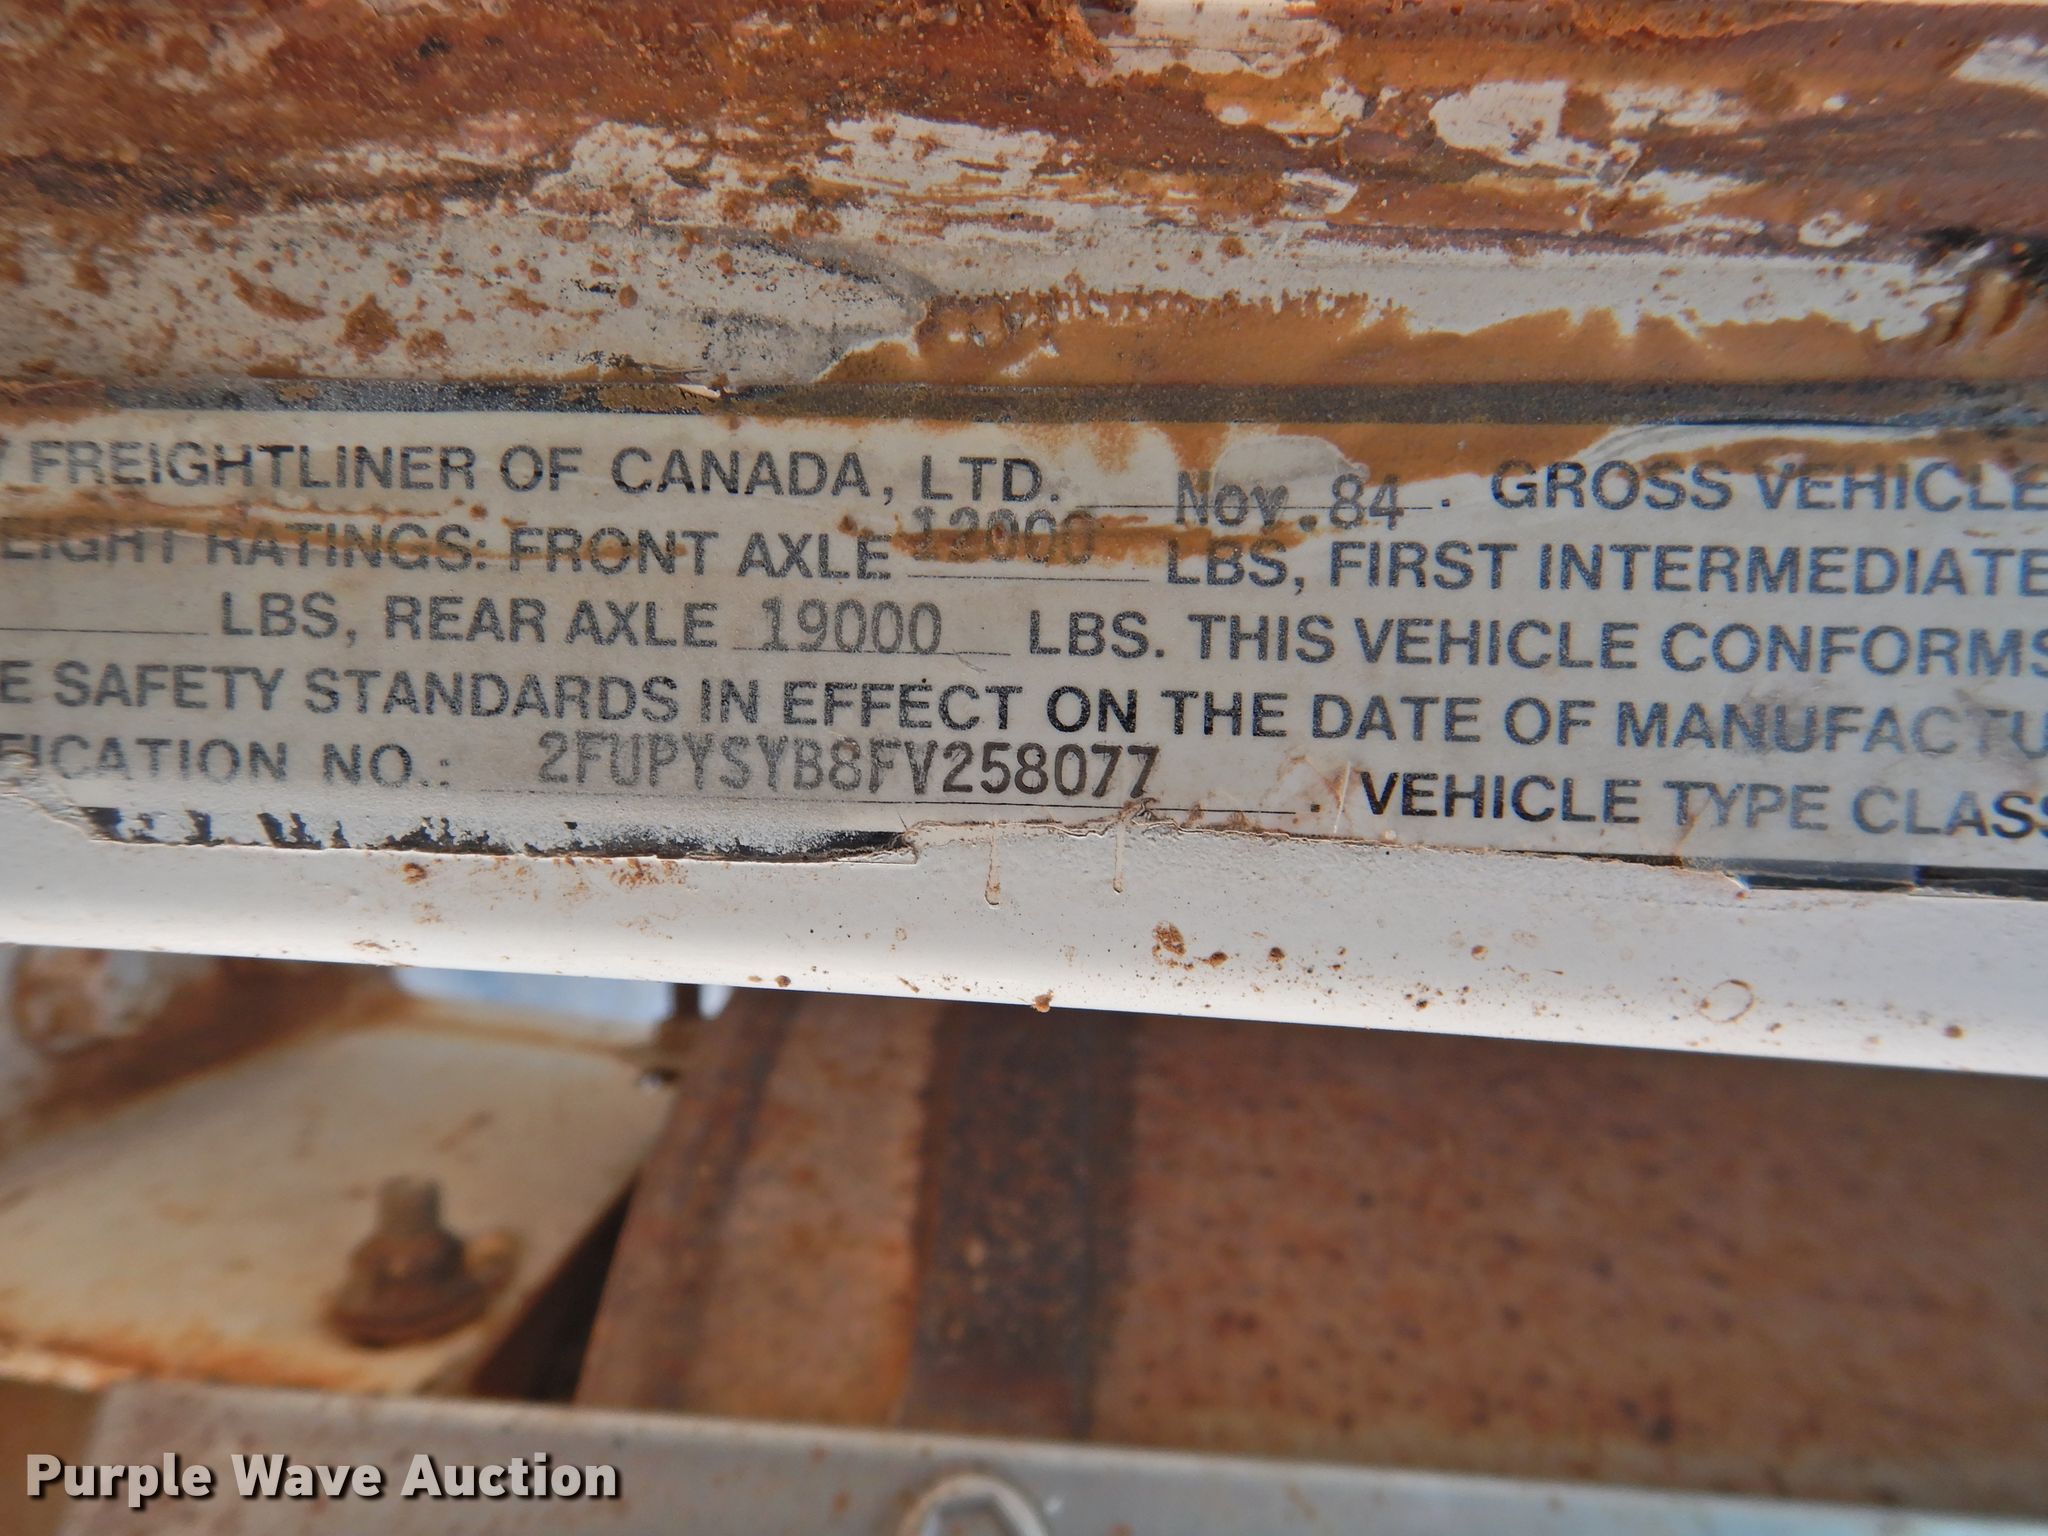 FREIGHTLINER OF CANADA, LTD. Nov.84. GROSS VEHICLE
EIGHT RATINGS: FRONT AXLE 12000 LBS, FIRST INTERMEDIATE
LBS, REAR AXLE 19000 LBS. THIS VEHICLE CONFORMS
E SAFETY STANDARDS IN EFFECT ON THE DATE OF MANUFACTU
FICATION NO.: 2FUPYSYB8FV258077. VEHICLE TYPE CLASS
Purple Wave Auction